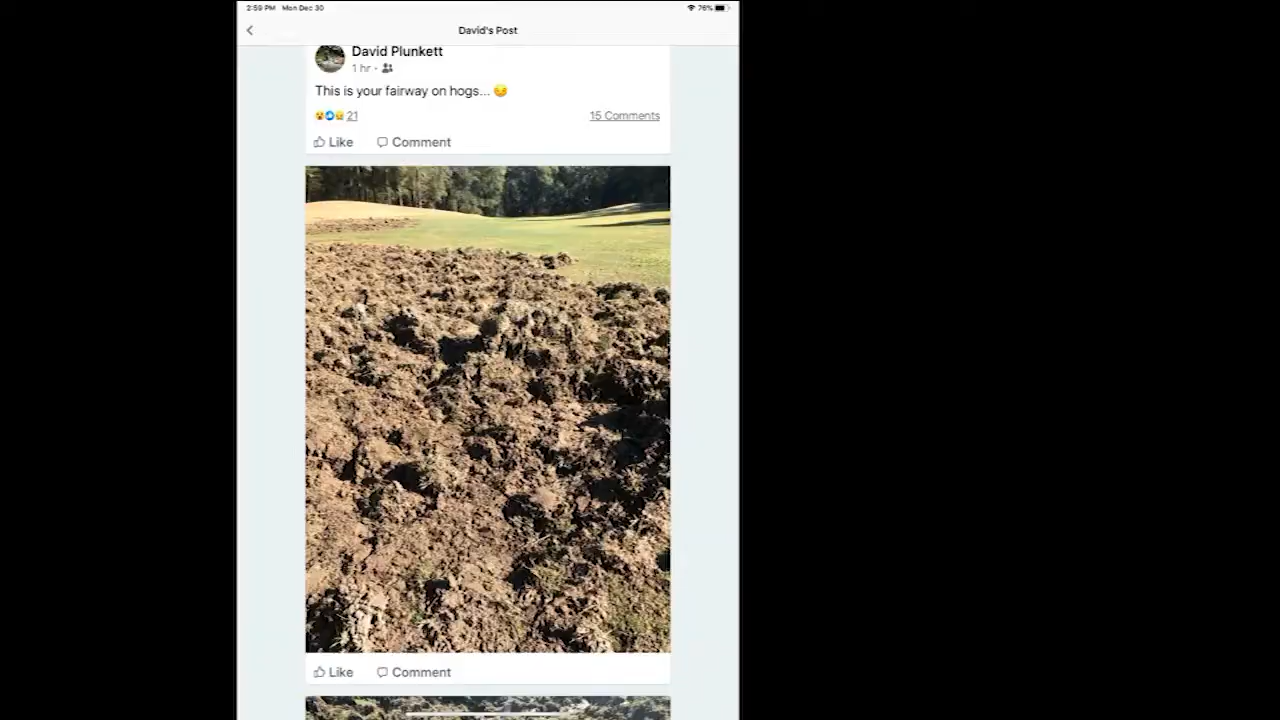 2:59 PM Mon Dec 30
76%
David's Post
David Plunkett
1 hr ·
This is your fairway on hogs... 😒
21
15 Comments
Like Comment
Like Comment